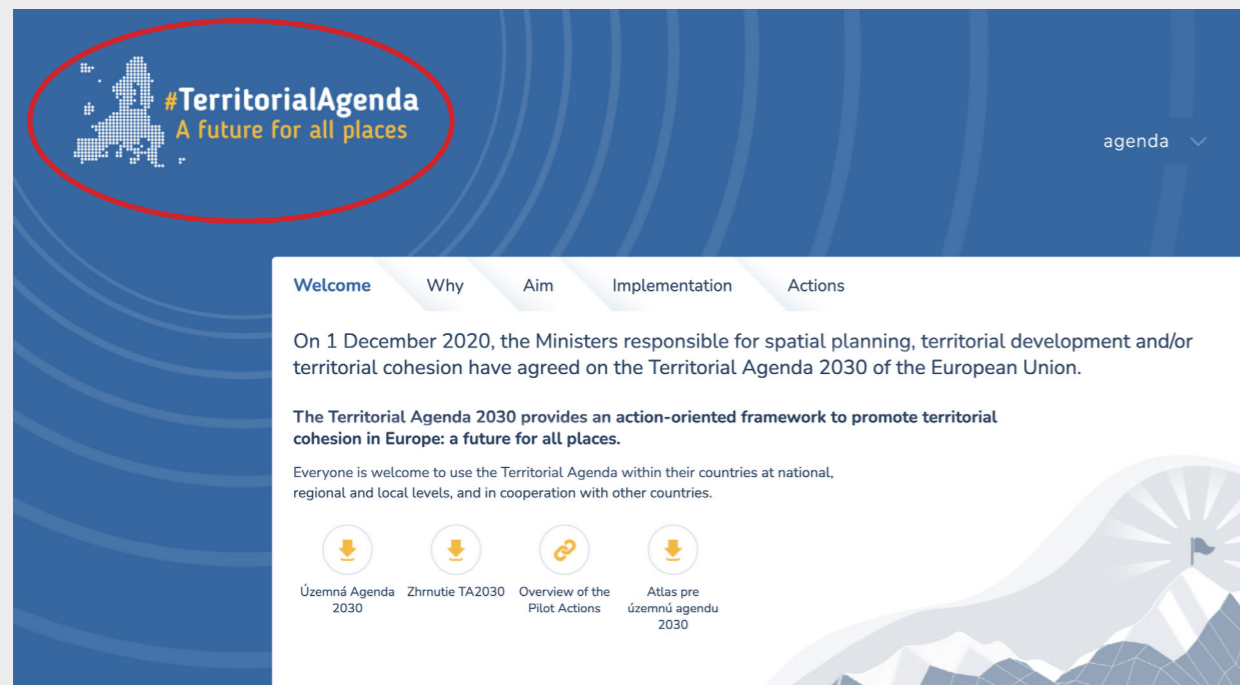 #TerritorialAgenda
A future for all places
agenda
Welcome Why Aim Implementation Actions
On 1 December 2020, the Ministers responsible for spatial planning, territorial development and/or
territorial cohesion have agreed on the Territorial Agenda 2030 of the European Union.
The Territorial Agenda 2030 provides an action-oriented framework to promote territorial
cohesion in Europe: a future for all places.
Everyone is welcome to use the Territorial Agenda within their countries at national,
regional and local levels, and in cooperation with other countries.
Územná Agenda
2030
Zhrnutie TA2030
Overview of the
Pilot Actions
Atlas pre
územnú agendu
2030